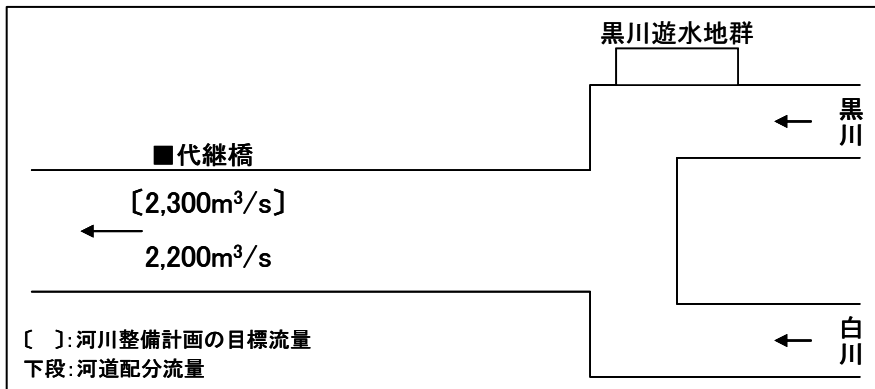 黒川遊水地群
黒川
■代継橋
〔2,300m³/s〕
2,200m³/s
〔　〕：河川整備計画の目標流量
下段：河道配分流量
白川